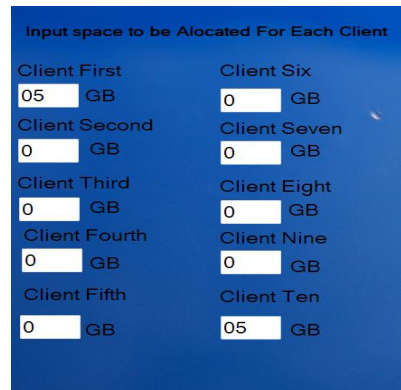 Input space to be Alocated For Each Client
Client First
05 GB
Client Second
0 GB
Client Third
0 GB
Client Fourth
0 GB
Client Fifth
0 GB
Client Six
0 GB
Client Seven
0 GB
Client Eight
0 GB
Client Nine
0 GB
Client Ten
05 GB